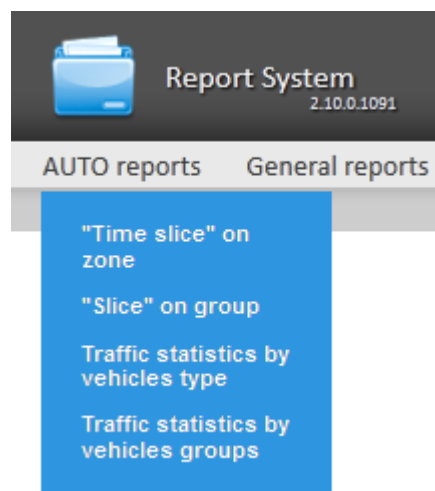 Report System
2.10.0.1091
AUTO reports
General reports
"Time slice" on
zone
"Slice" on group
Traffic statistics by
vehicles type
Traffic statistics by
vehicles groups